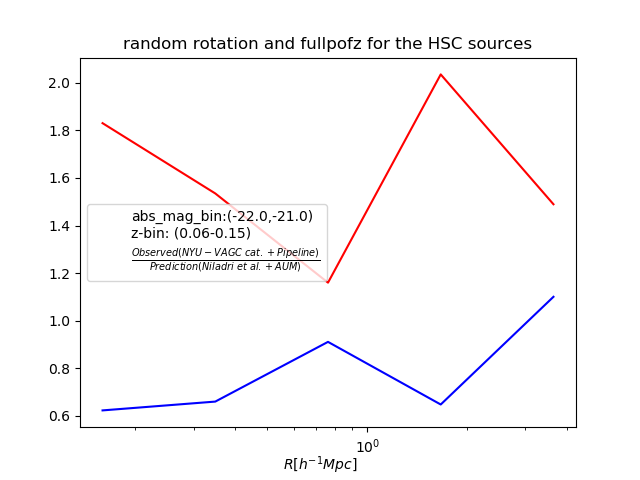 random rotation and fullpofz for the HSC sources
2.0
1.8
1.6
1.4
1.2
1.0
0.8
0.6
abs_mag_bin:(-22.0,-21.0)
z-bin: (0.06-0.15)
Observed(NYU−VAGC cat. +Pipeline)
Prediction(Niladri et al. +AUM)
10⁰
R[h⁻¹Mpc]